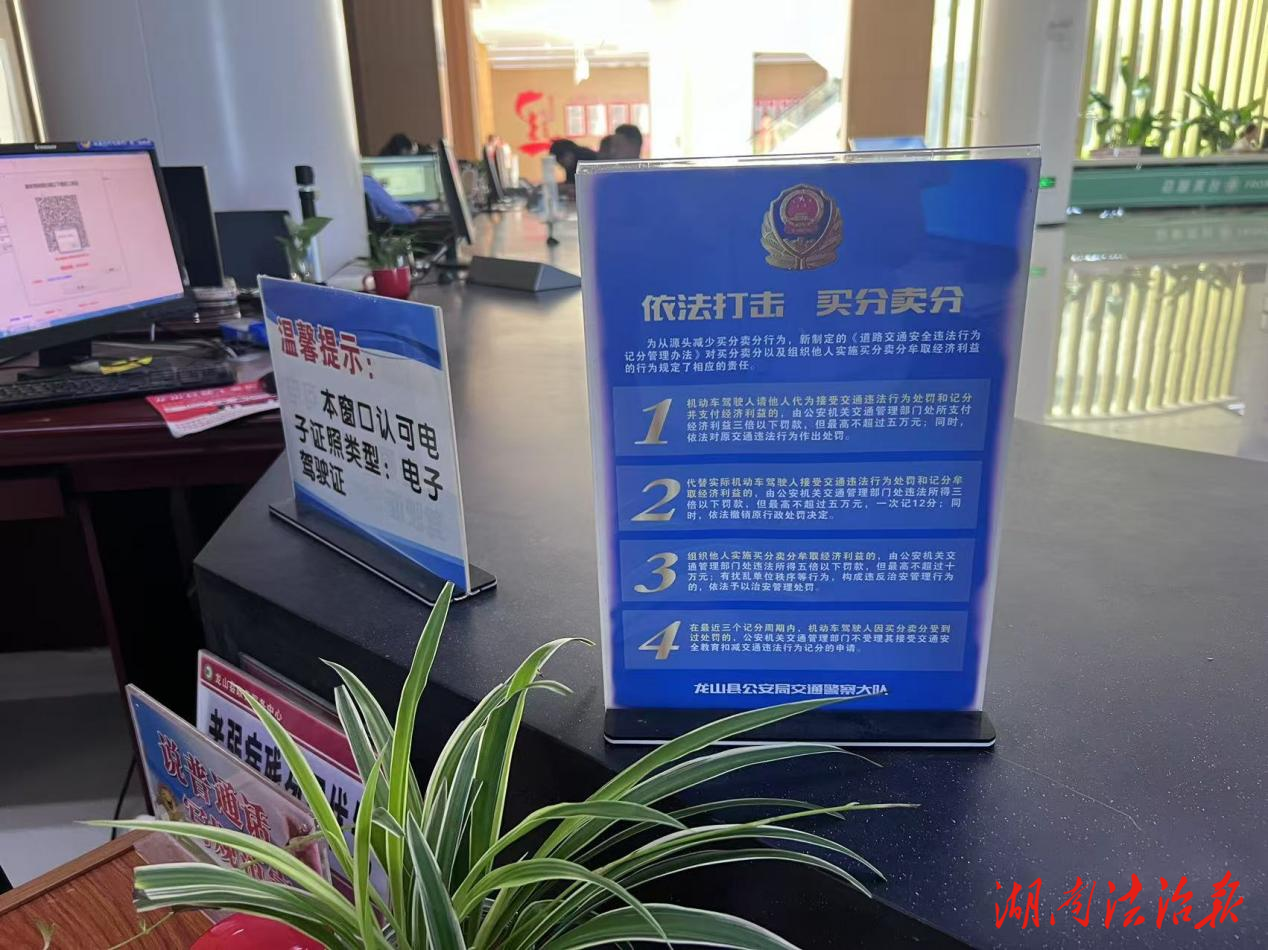 温馨提示：
本窗口认可电
子证照类型：电子
驾驶证
依法打击 买分卖分
为从源头减少买分卖分行为，新制定的《道路交通安全违法行为
记分管理办法》对买分卖分以及组织他人实施买分卖分牟取经济利益
的行为规定了相应的责任。
1
机动车驾驶人请他人代为接受交通违法行为处罚和记分
并支付经济利益的，由公安机关交通管理部门处所支付
经济利益三倍以下罚款，但最高不超过五万元；同时，
依法对原交通违法行为作出处罚。
2
代替实际机动车驾驶人接受交通违法行为处罚和记分牟
取经济利益的，由公安机关交通管理部门处违法所得三
倍以下罚款，但最高不超过五万元，一次记12分；同
时，依法撤销原行政处罚决定。
3
组织他人实施买分卖分牟取经济利益的，由公安机关交
通管理部门处违法所得五倍以下罚款，但最高不超过十
万元；有扰乱单位秩序等行为，构成违反治安管理行为
的，依法予以治安管理处罚。
4
在最近三个记分周期内，机动车驾驶人因买分卖分受到
过处罚的，公安机关交通管理部门不受理其接受交通安
全教育扣减交通违法行为记分的申请。
龙山县公安局交通警察大队
说普通话
湖南法治报